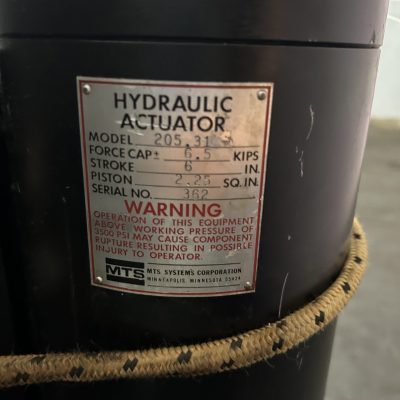 HYDRAULIC
ACTUATOR
MODEL 205.31
FORCE CAP± 6.5 KIPS
STROKE 6 IN.
PISTON 2.25 SQ.IN.
SERIAL NO. 362
WARNING
OPERATION OF THIS EQUIPMENT
ABOVE WORKING PRESSURE OF
3500 PSI MAY CAUSE COMPONENT
RUPTURE RESULTING IN POSSIBLE
INJURY TO OPERATOR.
MTS MTS SYSTEMS CORPORATION
MINNEAPOLIS, MINNESOTA 55424